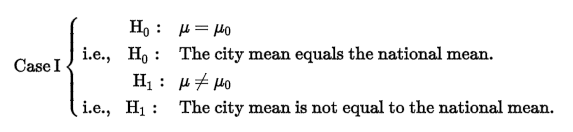 H₀ : μ = μ₀
i.e., H₀ : The city mean equals the national mean.
Case I
H₁ : μ ≠ μ₀
i.e., H₁ : The city mean is not equal to the national mean.